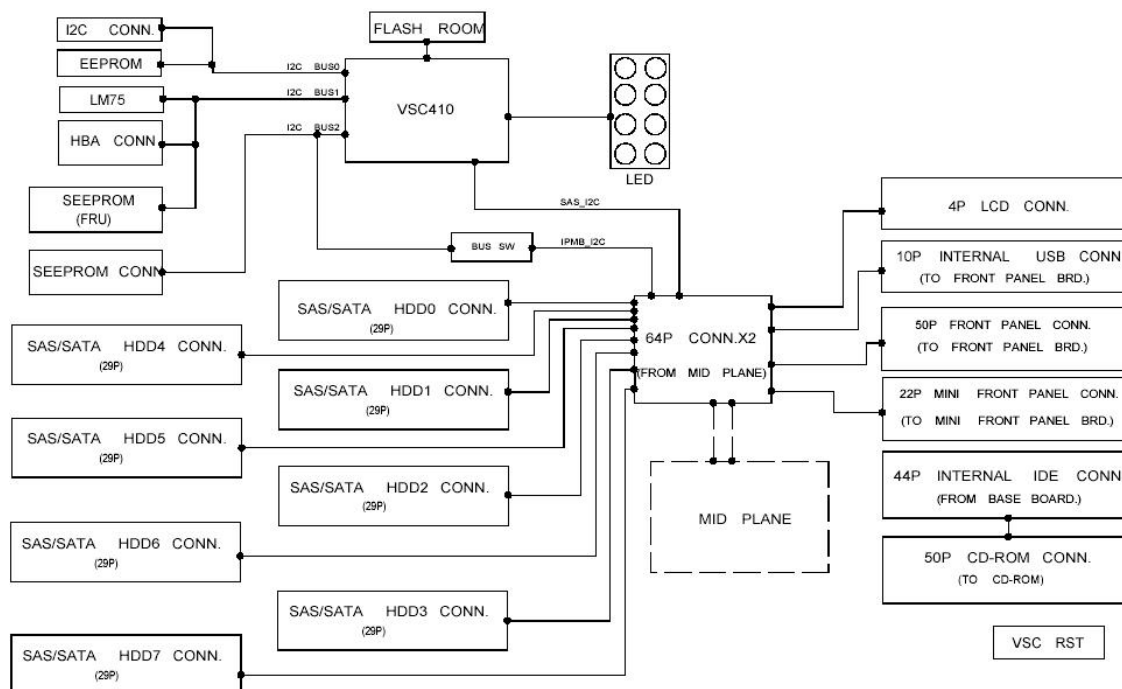 I2C CONN.
EEPROM
LM75
HBA CONN
SEEPROM
(FRU)
SEEPROM CONN
I2C BUS0
I2C BUS1
I2C BUS2
FLASH ROOM
VSC410
LED
SAS_I2C
BUS SW
IPMB_I2C
SAS/SATA HDD0 CONN.
(29P)
SAS/SATA HDD4 CONN.
(29P)
SAS/SATA HDD1 CONN.
(29P)
SAS/SATA HDD5 CONN.
(29P)
SAS/SATA HDD2 CONN.
(29P)
SAS/SATA HDD6 CONN.
(29P)
SAS/SATA HDD3 CONN.
(29P)
SAS/SATA HDD7 CONN.
(29P)
64P CONN.X2
(FROM MID PLANE)
MID PLANE
4P LCD CONN.
10P INTERNAL USB CONN
(TO FRONT PANEL BRD.)
50P FRONT PANEL CONN.
(TO FRONT PANEL BRD.)
22P MINI FRONT PANEL CONN.
(TO MINI FRONT PANEL BRD.)
44P INTERNAL IDE CONN
(FROM BASE BOARD.)
50P CD-ROM CONN.
(TO CD-ROM)
VSC RST